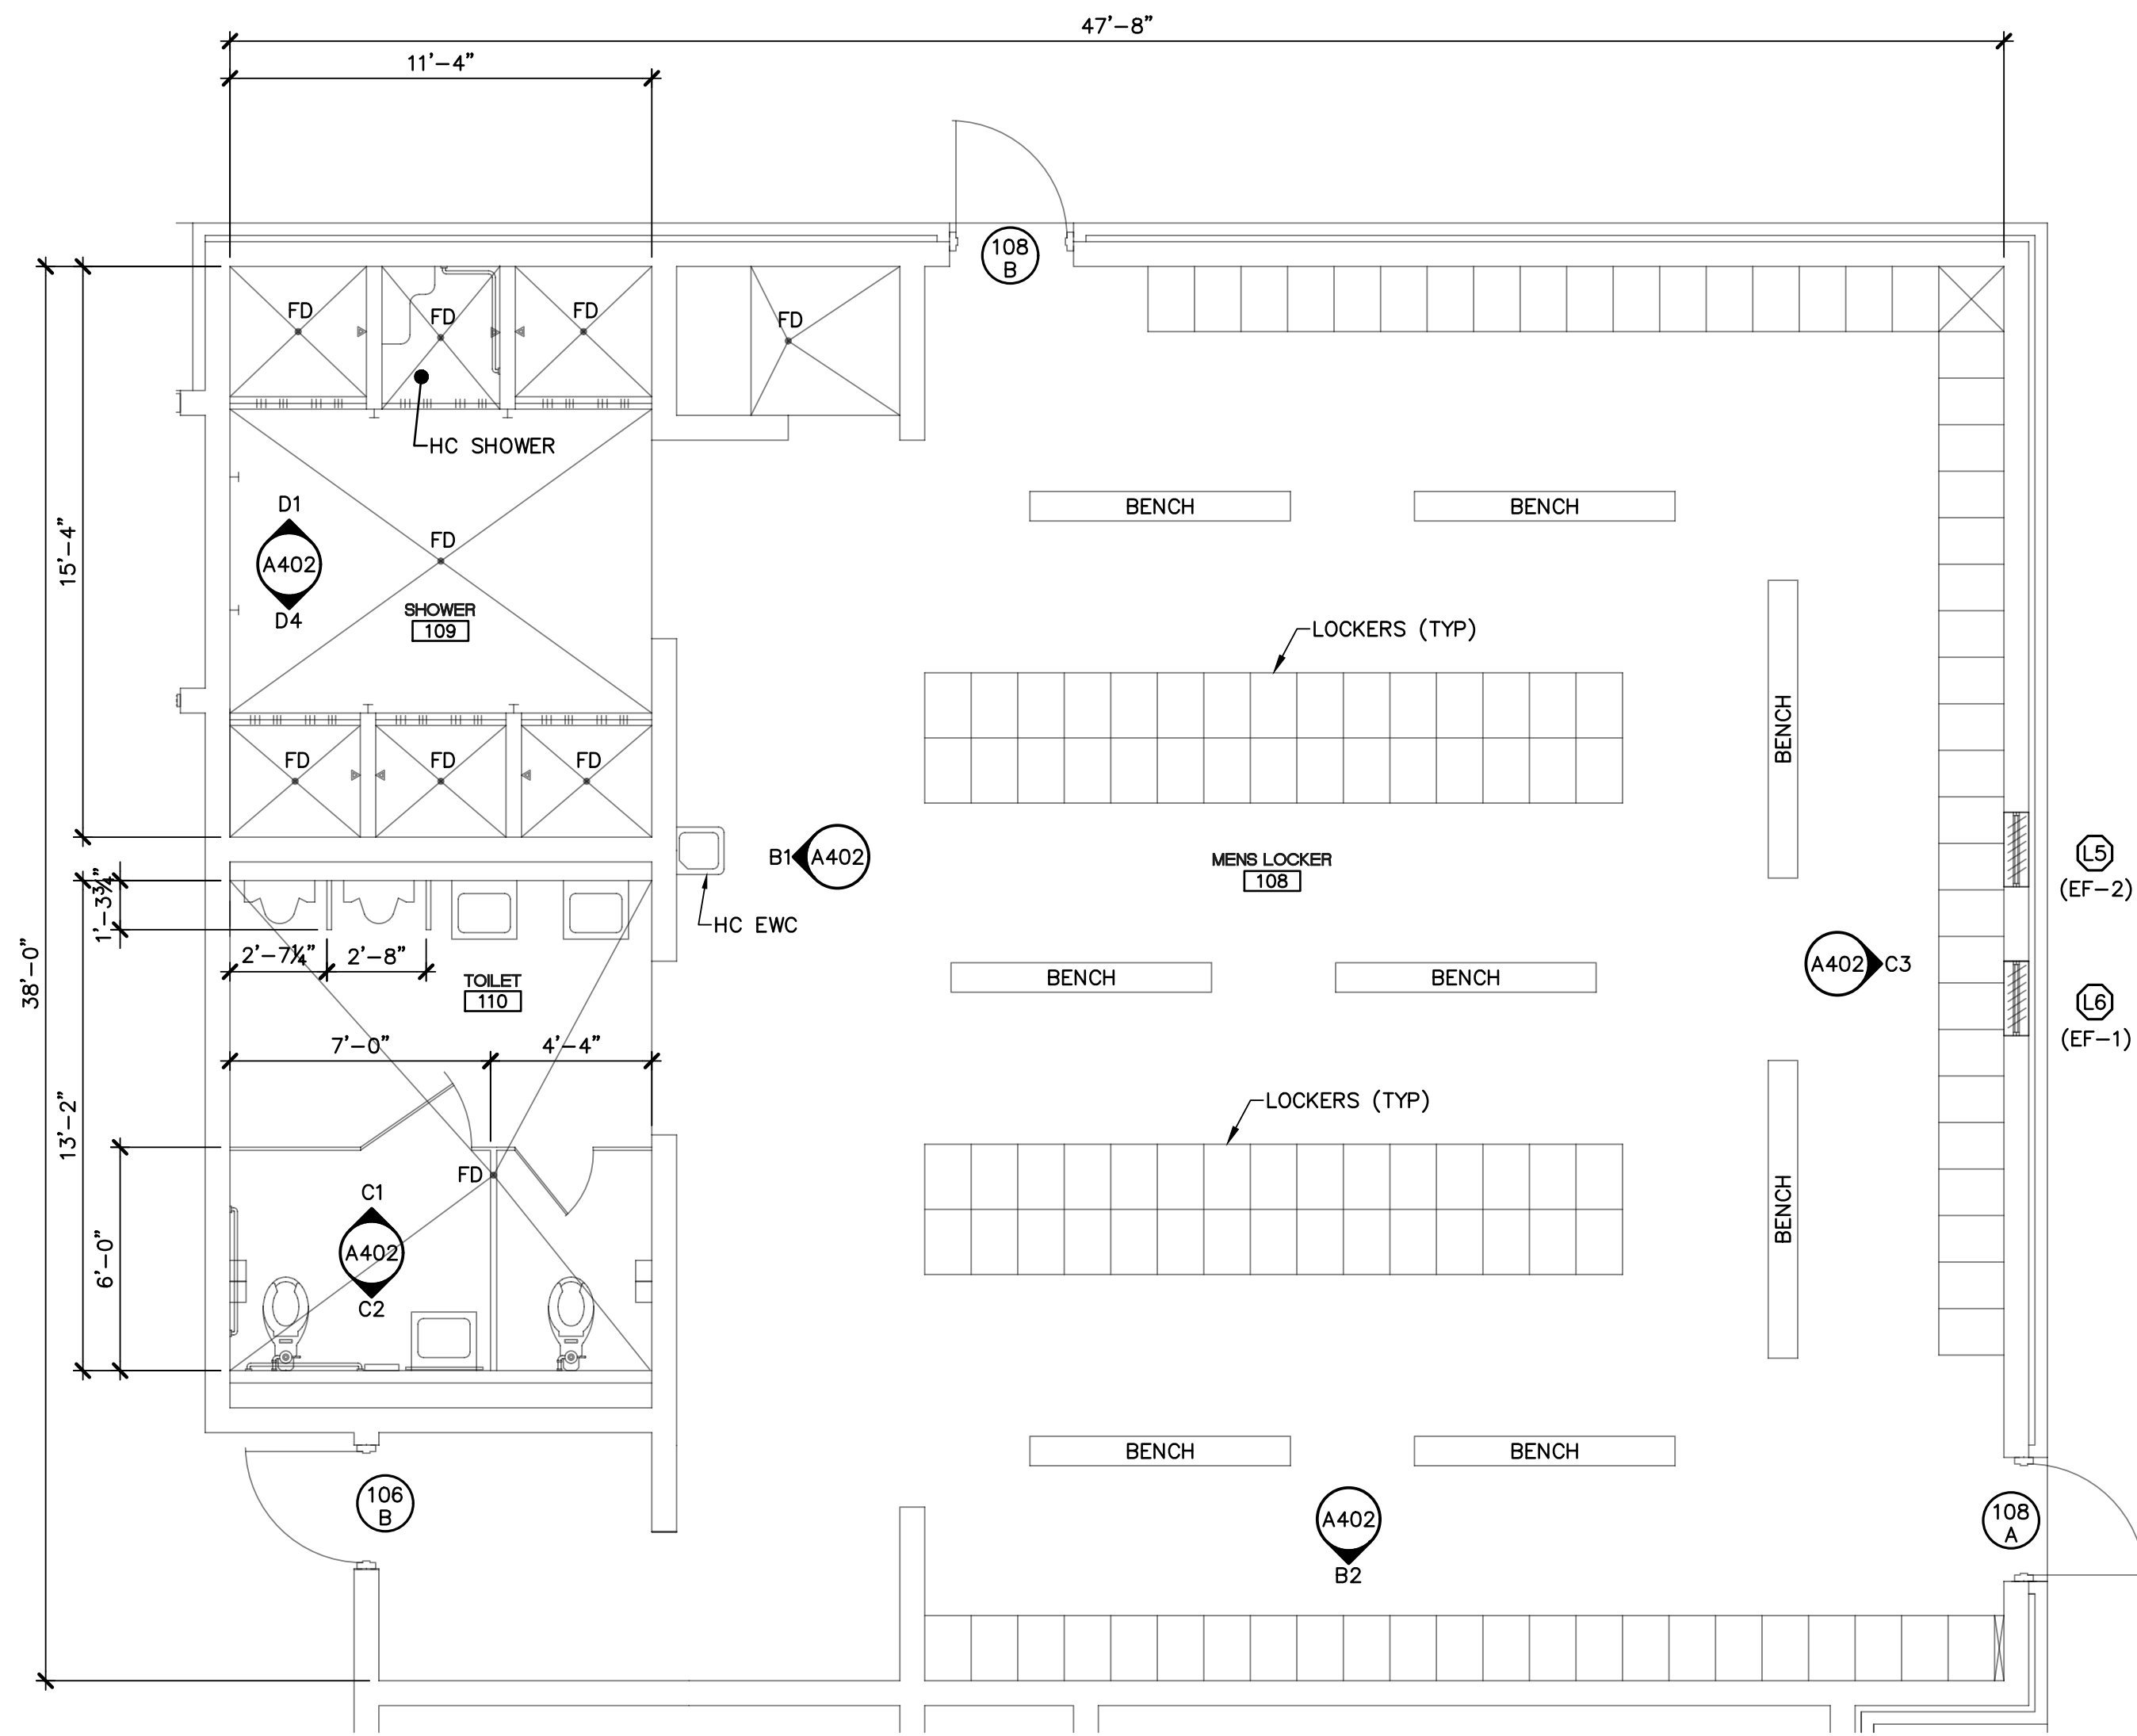 47'-8"
11'-4"
108
B
FD
FD
FD
FD
HC SHOWER
15'-4"
D1
A402
D4
FD
SHOWER
109
BENCH
BENCH
LOCKERS (TYP)
BENCH
FD
FD
FD
B1
A402
MENS LOCKER
108
L5
(EF-2)
HC EWC
1'-3¾"
2'-7¼"
2'-8"
TOILET
110
38'-0"
BENCH
BENCH
A402
C3
L6
(EF-1)
7'-0"
4'-4"
13'-2"
LOCKERS (TYP)
FD
C1
A402
C2
6'-0"
BENCH
BENCH
BENCH
106
B
A402
B2
108
A